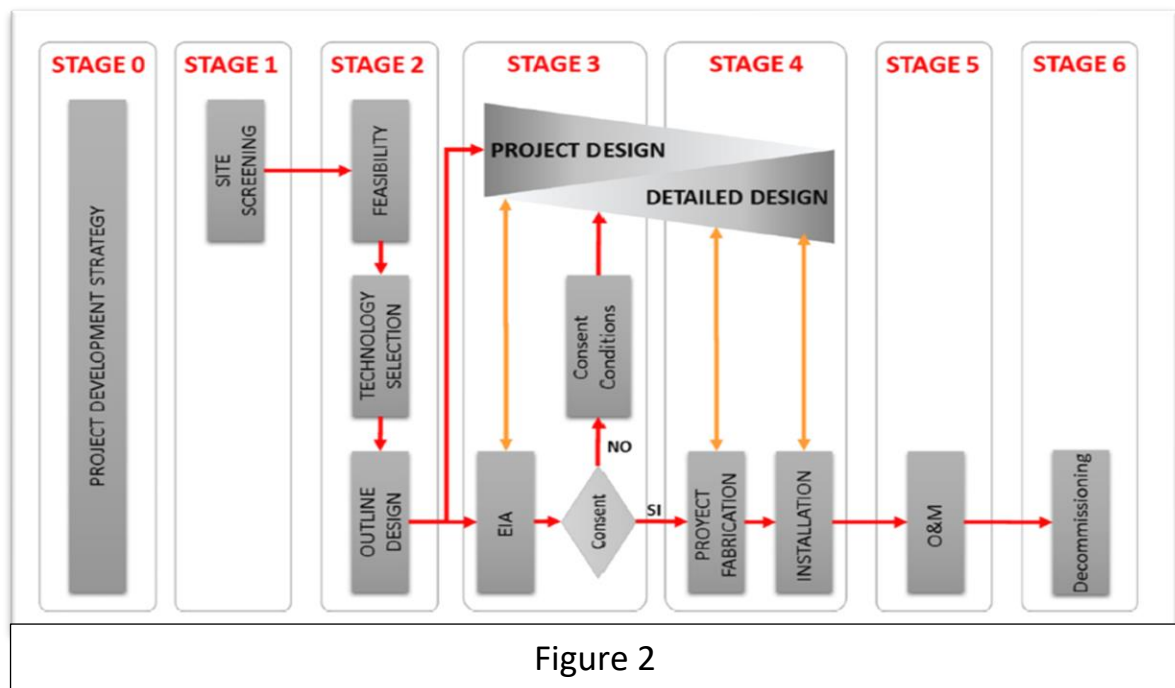 STAGE 0
STAGE 1
STAGE 2
STAGE 3
STAGE 4
STAGE 5
STAGE 6
PROJECT DEVELOPMENT STRATEGY
SITE
SCREENING
FEASIBILITY
TECHNOLOGY
SELECTION
OUTLINE
DESIGN
PROJECT DESIGN
DETAILED DESIGN
EIA
Consent
Conditions
NO
Consent
SI
PROYECT
FABRICATION
INSTALLATION
O&M
Decommissioning
Figure 2